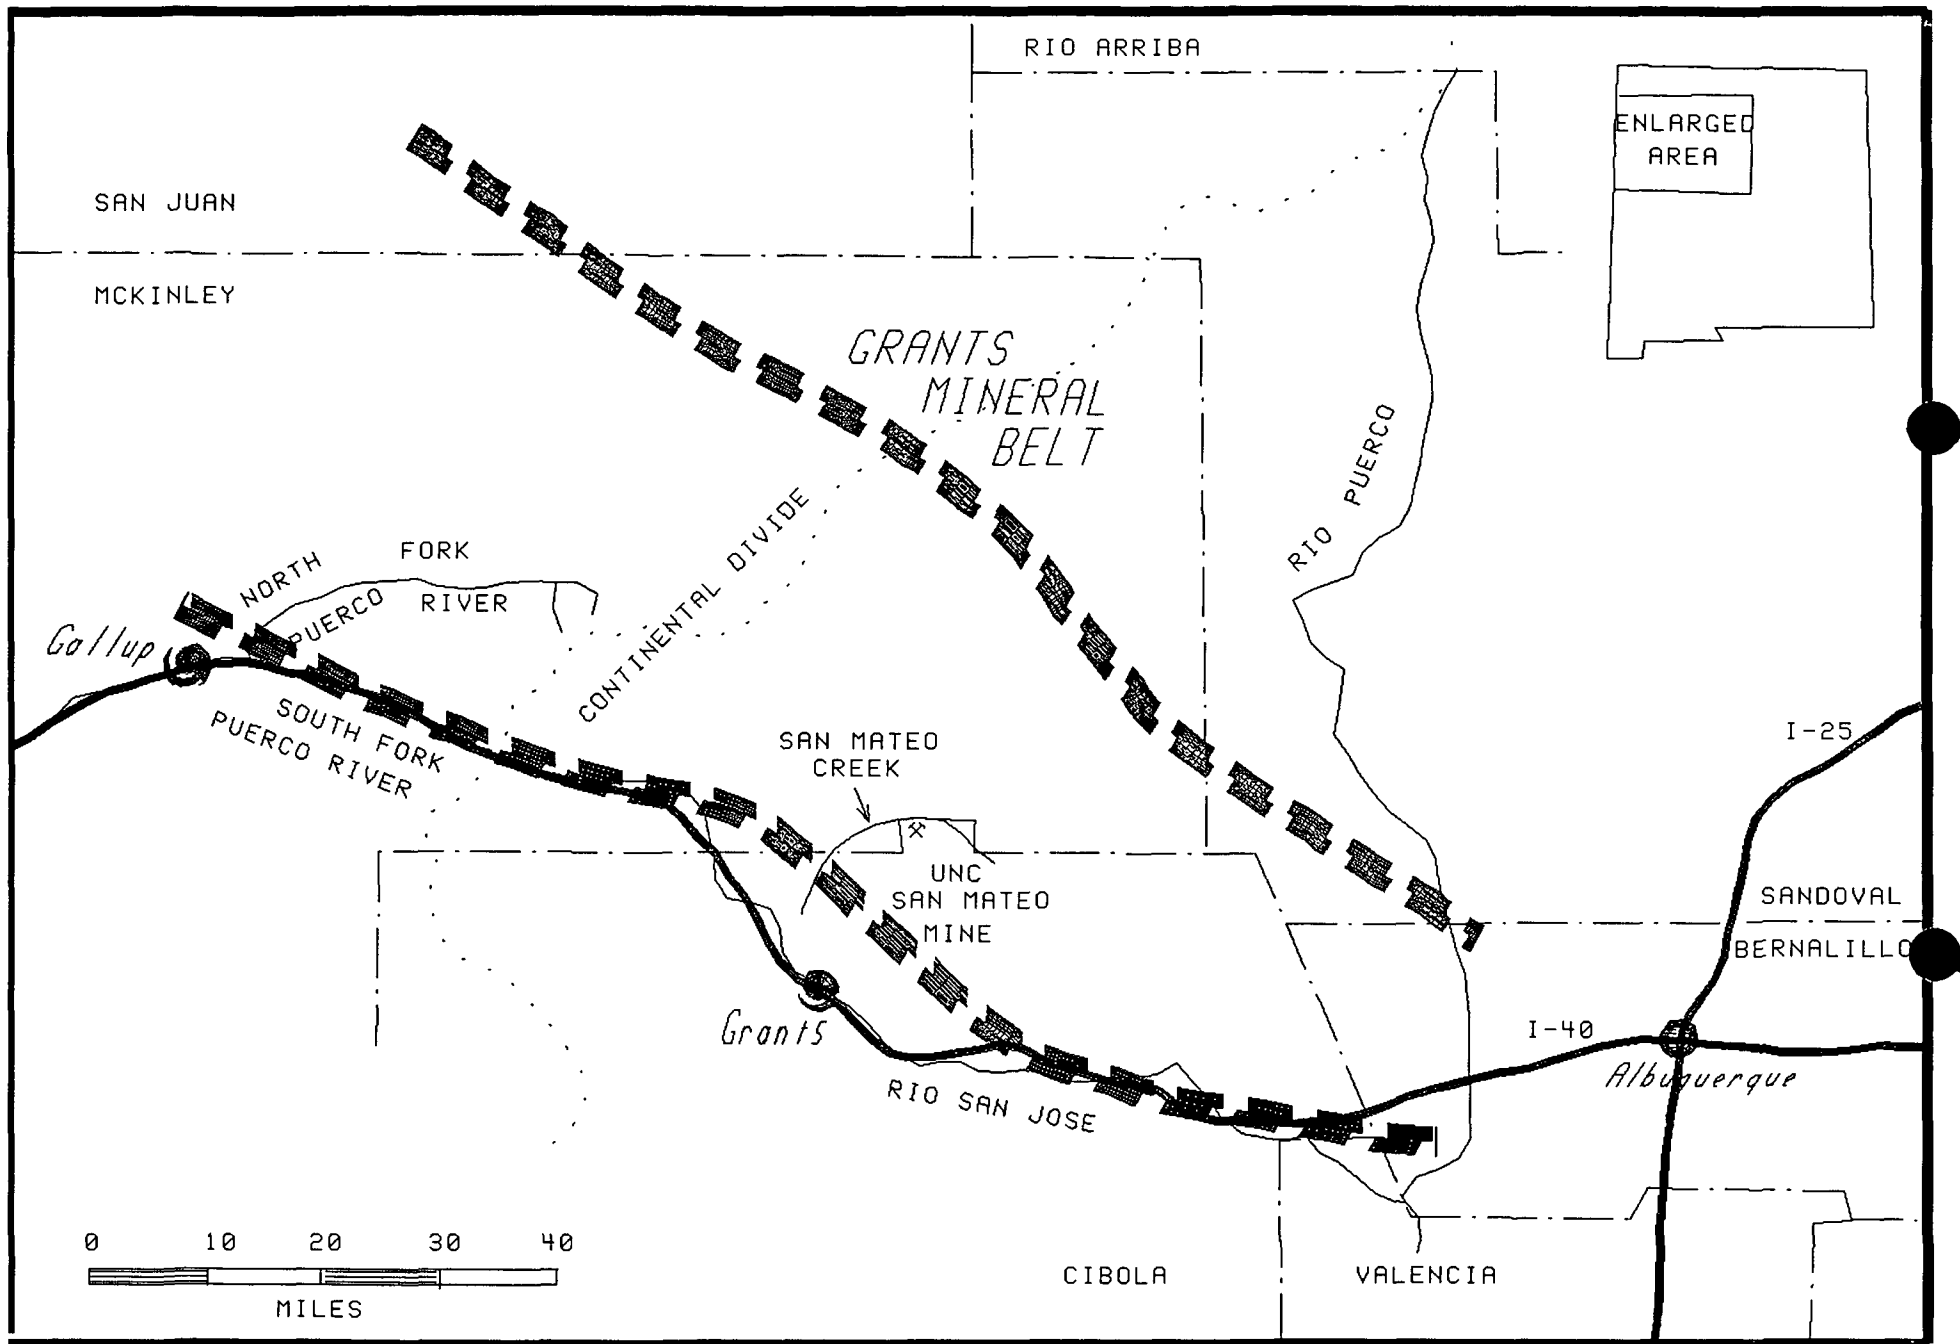 RIO ARRIBA
ENLARGED
AREA
SAN JUAN
MCKINLEY
GRANTS
MINERAL
BELT
RIO PUERCO
CONTINENTAL DIVIDE
NORTH FORK
PUERCO RIVER
Gallup
SOUTH FORK
PUERCO RIVER
SAN MATEO
CREEK
I-25
UNC
SAN MATEO
MINE
SANDOVAL
BERNALILLO
Grants
I-40
Albuquerque
RIO SAN JOSE
0 10 20 30 40
MILES
CIBOLA
VALENCIA